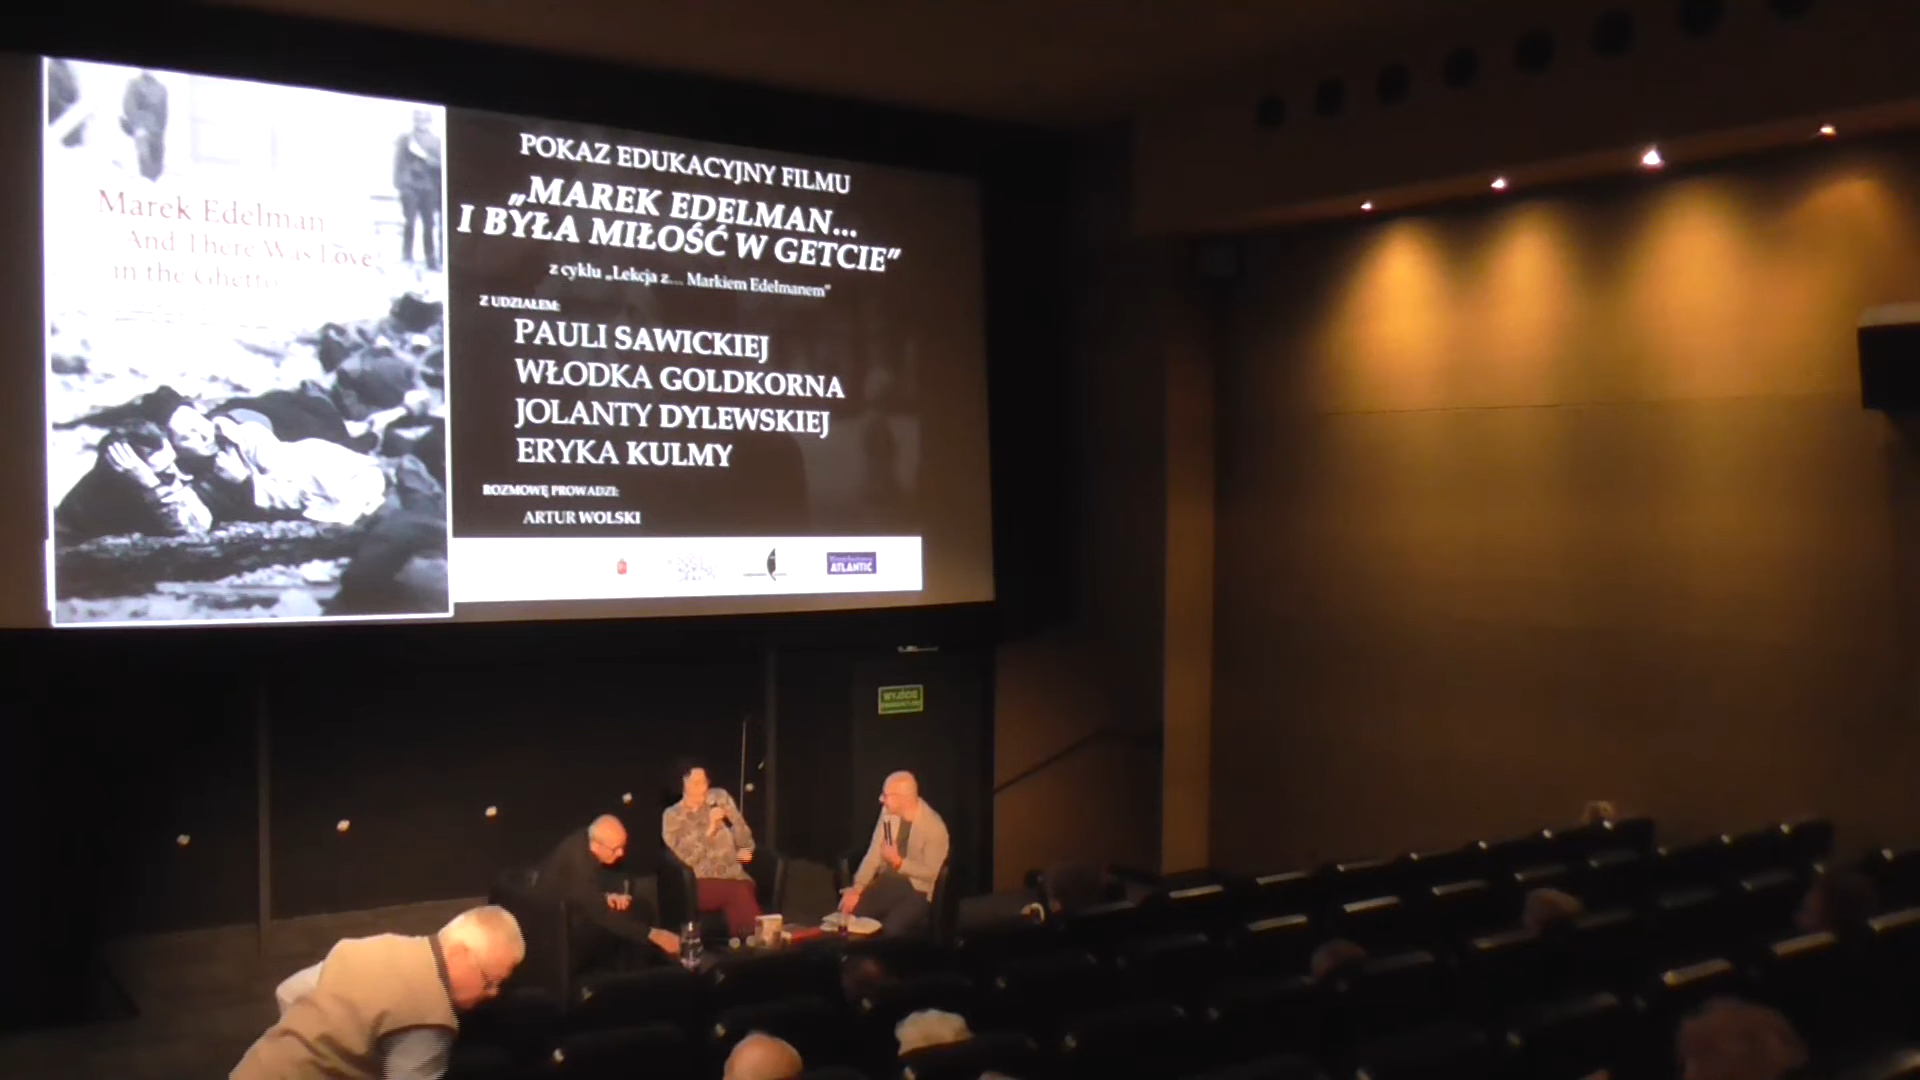 Marek Edelman
And There Was Love
in the Ghetto
POKAZ EDUKACYJNY FILMU
„MAREK EDELMAN...
I BYŁA MIŁOŚĆ W GETCIE”
z cyklu „Lekcja z.... Markiem Edelmanem”
Z UDZIAŁEM:
PAULI SAWICKIEJ
WŁODKA GOLDKORNA
JOLANTY DYLEWSKIEJ
ERYKA KULMY
ROZMOWĘ PROWADZI:
ARTUR WOLSKI
ATLANTIC
WYJŚCIE